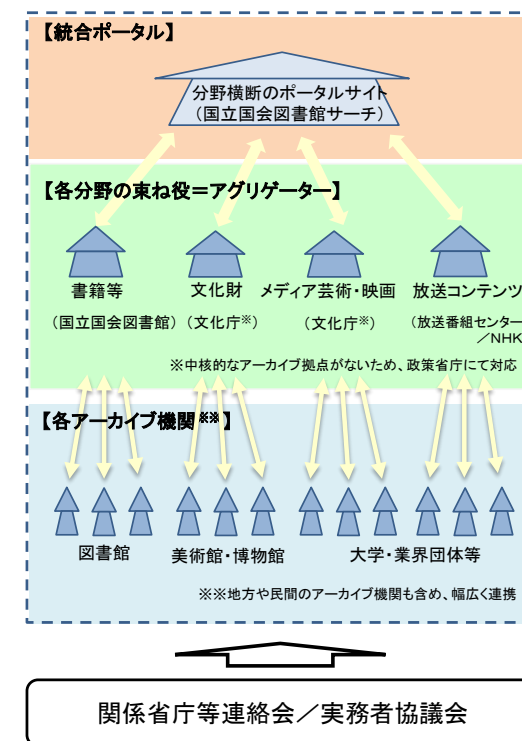 【統合ポータル】
分野横断のポータルサイト
(国立国会図書館サーチ)
【各分野の束ね役＝アグリゲーター】
書籍等 文化財 メディア芸術・映画 放送コンテンツ
(国立国会図書館) (文化庁※) (文化庁※) (放送番組センター
／NHK
※中核的なアーカイブ拠点がないため、政策省庁にて対応
【各アーカイブ機関※※】
図書館 美術館・博物館 大学・業界団体等
※※地方や民間のアーカイブ機関も含め、幅広く連携
関係省庁等連絡会／実務者協議会